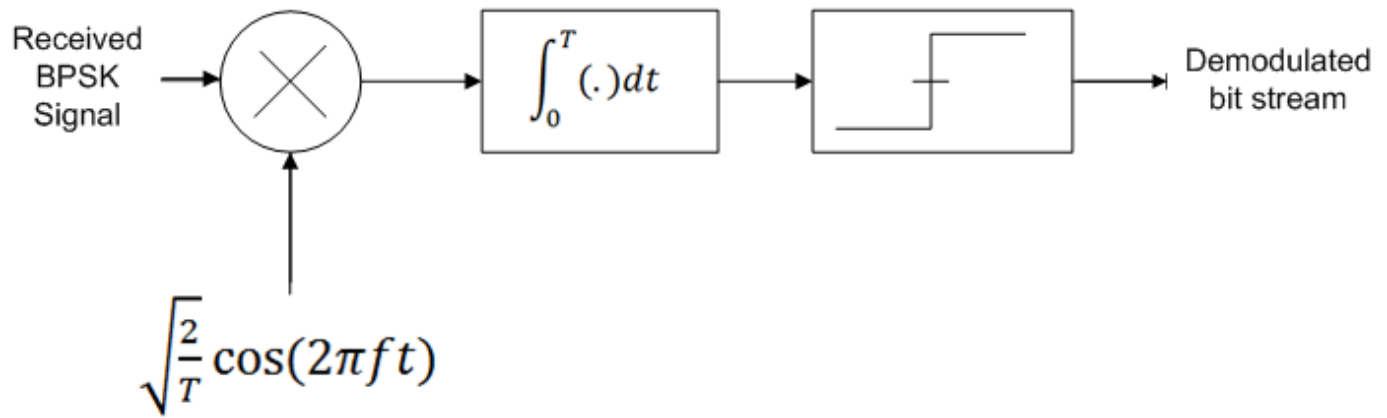 Received
BPSK
Signal
∫₀ᵀ(.)dt
Demodulated
bit stream
√(2/T) cos(2πft)